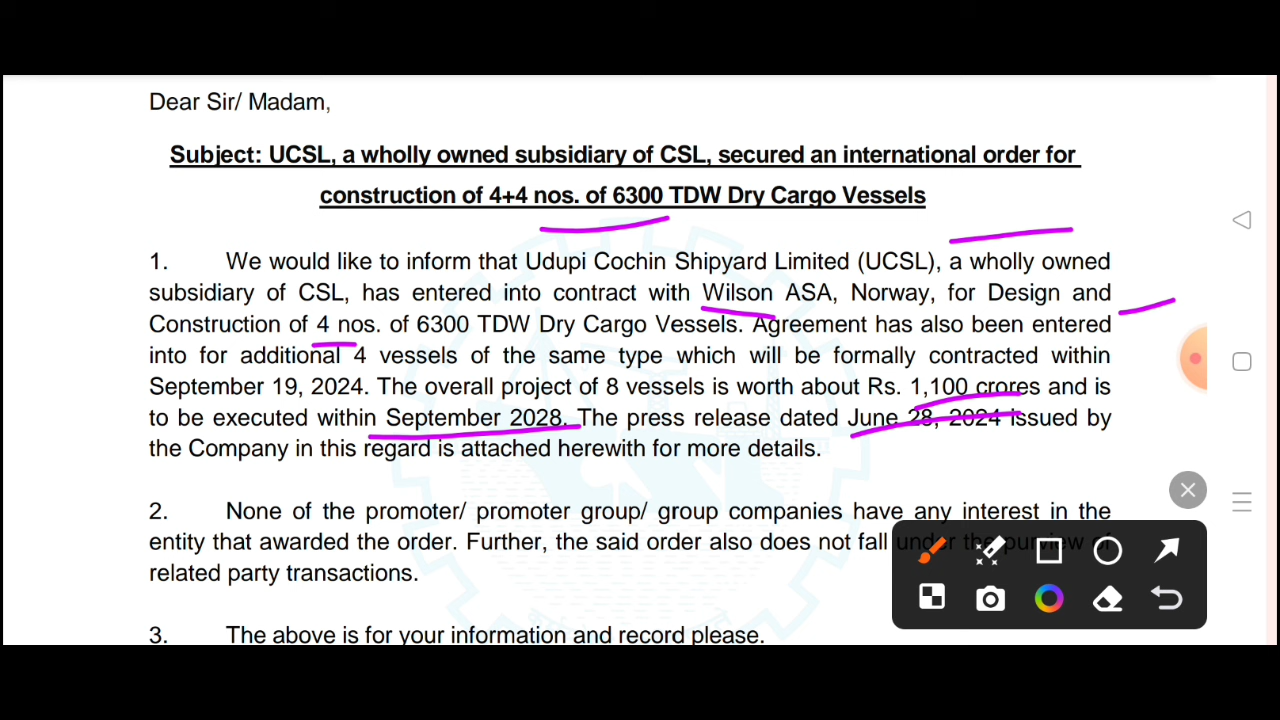 Dear Sir/ Madam,
Subject: UCSL, a wholly owned subsidiary of CSL, secured an international order for
construction of 4+4 nos. of 6300 TDW Dry Cargo Vessels
1. We would like to inform that Udupi Cochin Shipyard Limited (UCSL), a wholly owned
subsidiary of CSL, has entered into contract with Wilson ASA, Norway, for Design and
Construction of 4 nos. of 6300 TDW Dry Cargo Vessels. Agreement has also been entered
into for additional 4 vessels of the same type which will be formally contracted within
September 19, 2024. The overall project of 8 vessels is worth about Rs. 1,100 crores and is
to be executed within September 2028. The press release dated June 28, 2024 issued by
the Company in this regard is attached herewith for more details.
2. None of the promoter/ promoter group/ group companies have any interest in the
entity that awarded the order. Further, the said order also does not fall under the purview of
related party transactions.
3. The above is for your information and record please.